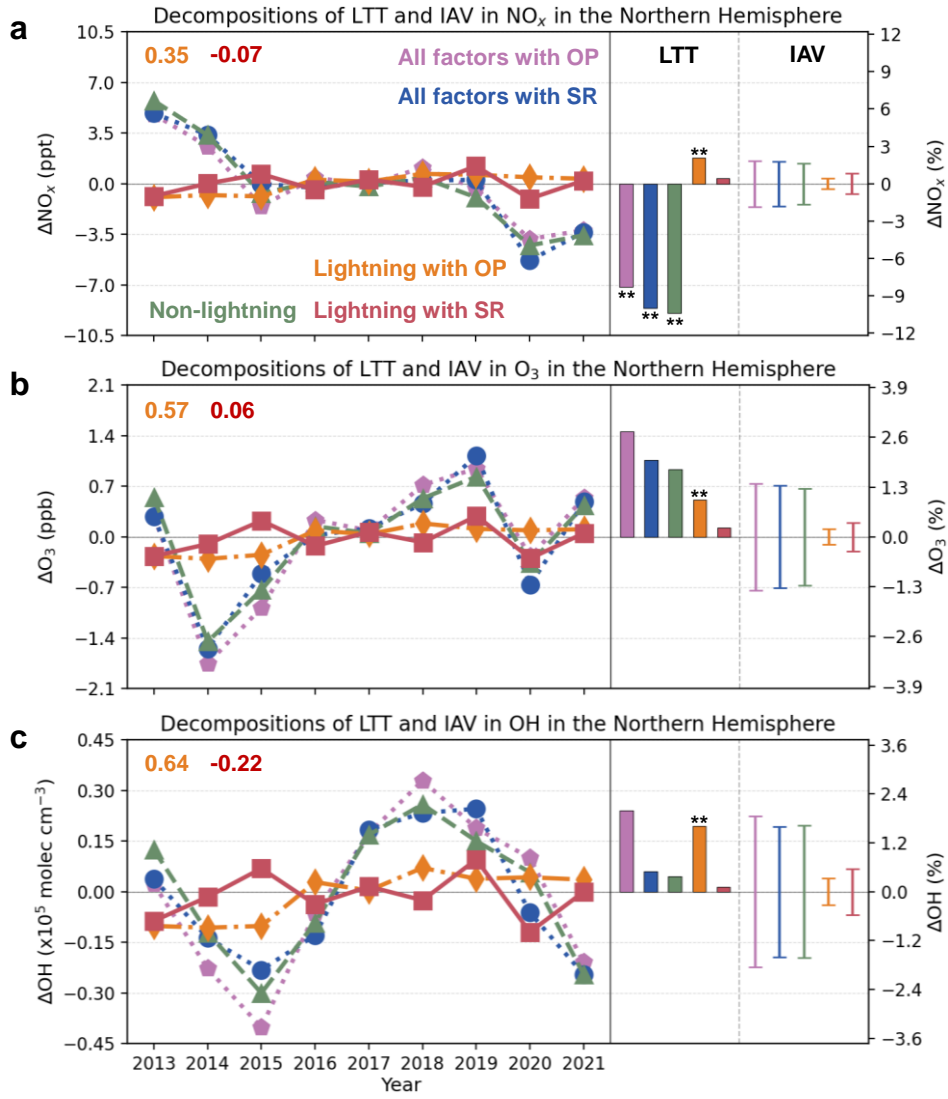 a
Decompositions of LTT and IAV in NOₓ in the Northern Hemisphere
0.35 -0.07
All factors with OP
All factors with SR
Lightning with OP
Non-lightning
Lightning with SR
LTT
IAV
ΔNOₓ (ppt)
10.5
7.0
3.5
0.0
−3.5
−7.0
−10.5
**
**
**
**
12
9
6
3
0
−3
−6
−9
−12
ΔNOₓ (%)
b
Decompositions of LTT and IAV in O₃ in the Northern Hemisphere
0.57 0.06
ΔO₃ (ppb)
2.1
1.4
0.7
0.0
−0.7
−1.4
−2.1
**
3.9
2.6
1.3
0.0
−1.3
−2.6
−3.9
ΔO₃ (%)
c
Decompositions of LTT and IAV in OH in the Northern Hemisphere
0.64 -0.22
ΔOH (x10⁵ molec cm⁻³)
0.45
0.30
0.15
0.00
−0.15
−0.30
−0.45
**
3.6
2.4
1.2
0.0
−1.2
−2.4
−3.6
ΔOH (%)
2013 2014 2015 2016 2017 2018 2019 2020 2021
Year